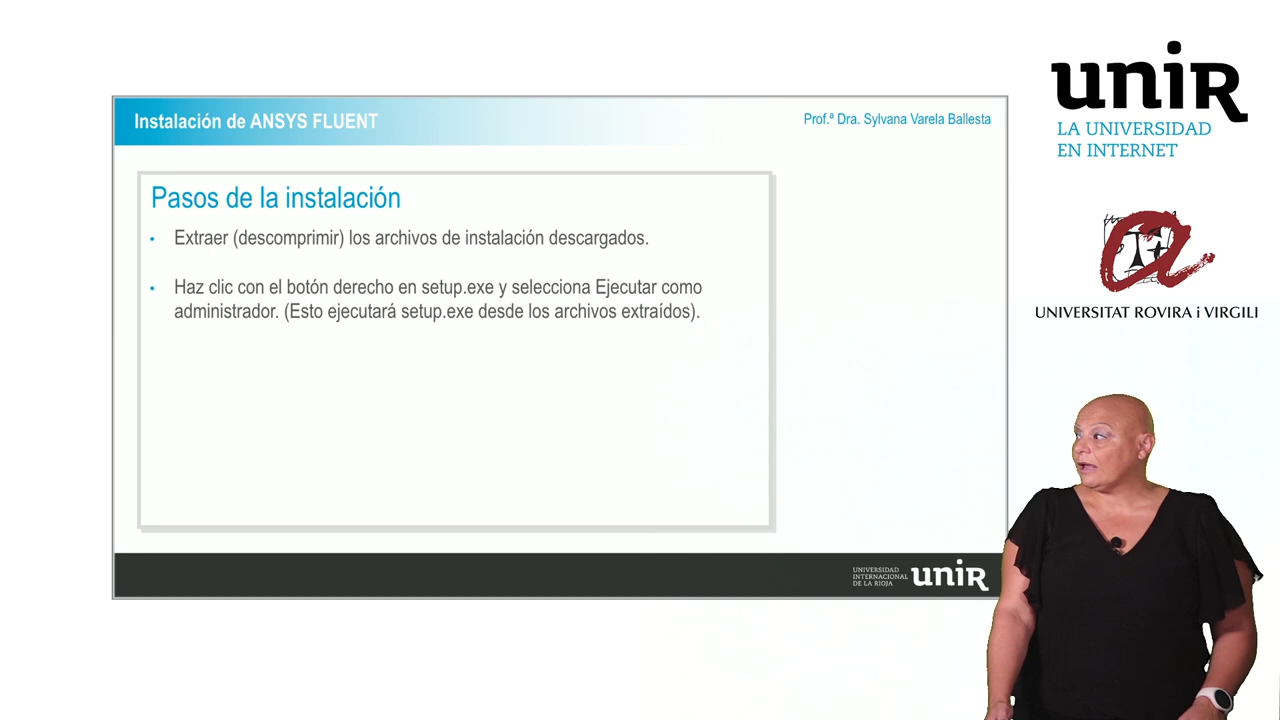 Instalación de ANSYS FLUENT
Prof.ª Dra. Sylvana Varela Ballesta
Pasos de la instalación
• Extraer (descomprimir) los archivos de instalación descargados.
• Haz clic con el botón derecho en setup.exe y selecciona Ejecutar como
administrador. (Esto ejecutará setup.exe desde los archivos extraídos).
UNIVERSIDAD
INTERNACIONAL
DE LA RIOJA
unir
unir
LA UNIVERSIDAD
EN INTERNET
UNIVERSITAT ROVIRA i VIRGILI